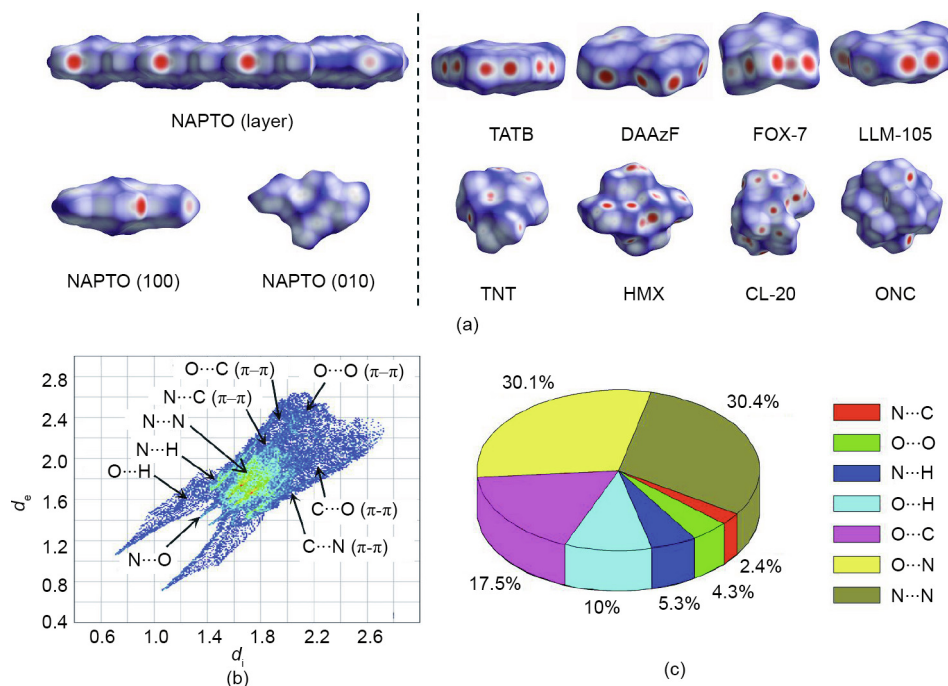 NAPTO (layer)
NAPTO (100) NAPTO (010)
TATB DAAzF FOX-7 LLM-105
TNT HMX CL-20 ONC
(a)
O···C (π–π) O···O (π–π)
N···C (π–π)
N···N
N···H
O···H
N···O
C···O (π-π)
C···N (π-π)
2.8
2.4
2.0
1.6
1.2
0.8
0.4
de
0.6 1.0 1.4 1.8 2.2 2.6
di
(b)
30.1%
30.4%
2.4%
4.3%
5.3%
10%
17.5%
N···C
O···O
N···H
O···H
O···C
O···N
N···N
(c)